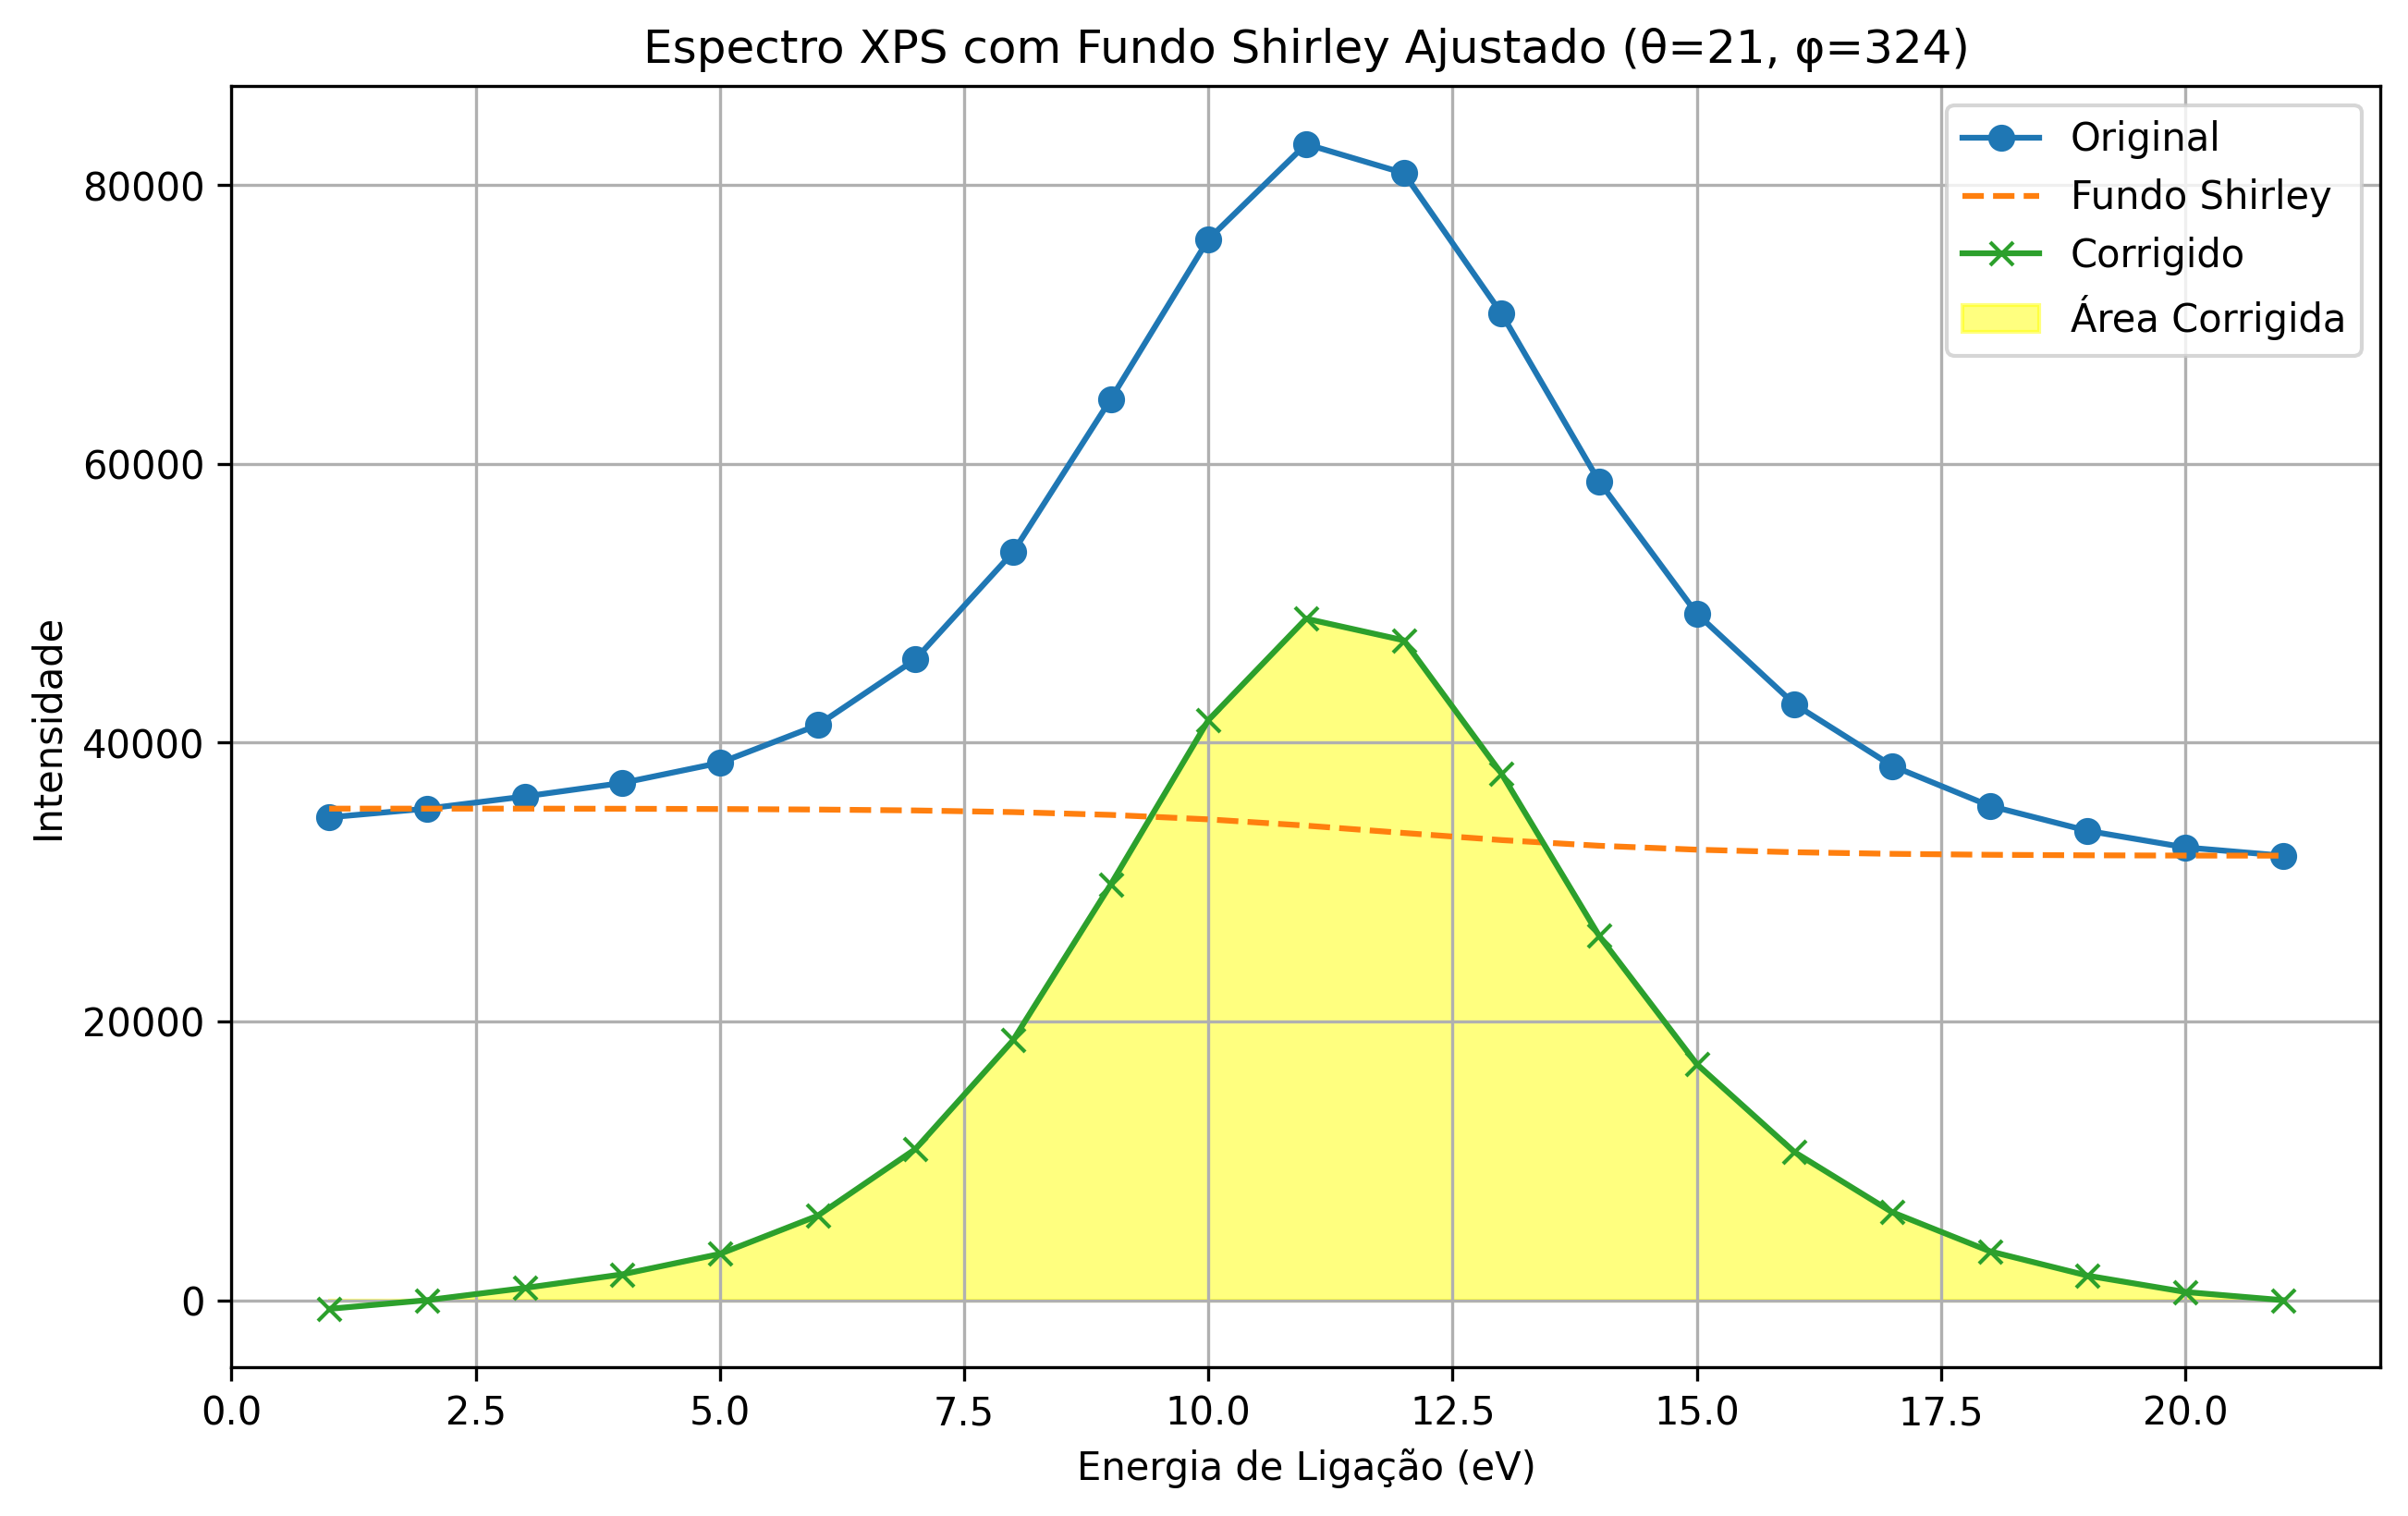 Espectro XPS com Fundo Shirley Ajustado (θ=21, φ=324)
Original
Fundo Shirley
Corrigido
Área Corrigida
Intensidade
80000
60000
40000
20000
0
0.0 2.5 5.0 7.5 10.0 12.5 15.0 17.5 20.0
Energia de Ligação (eV)